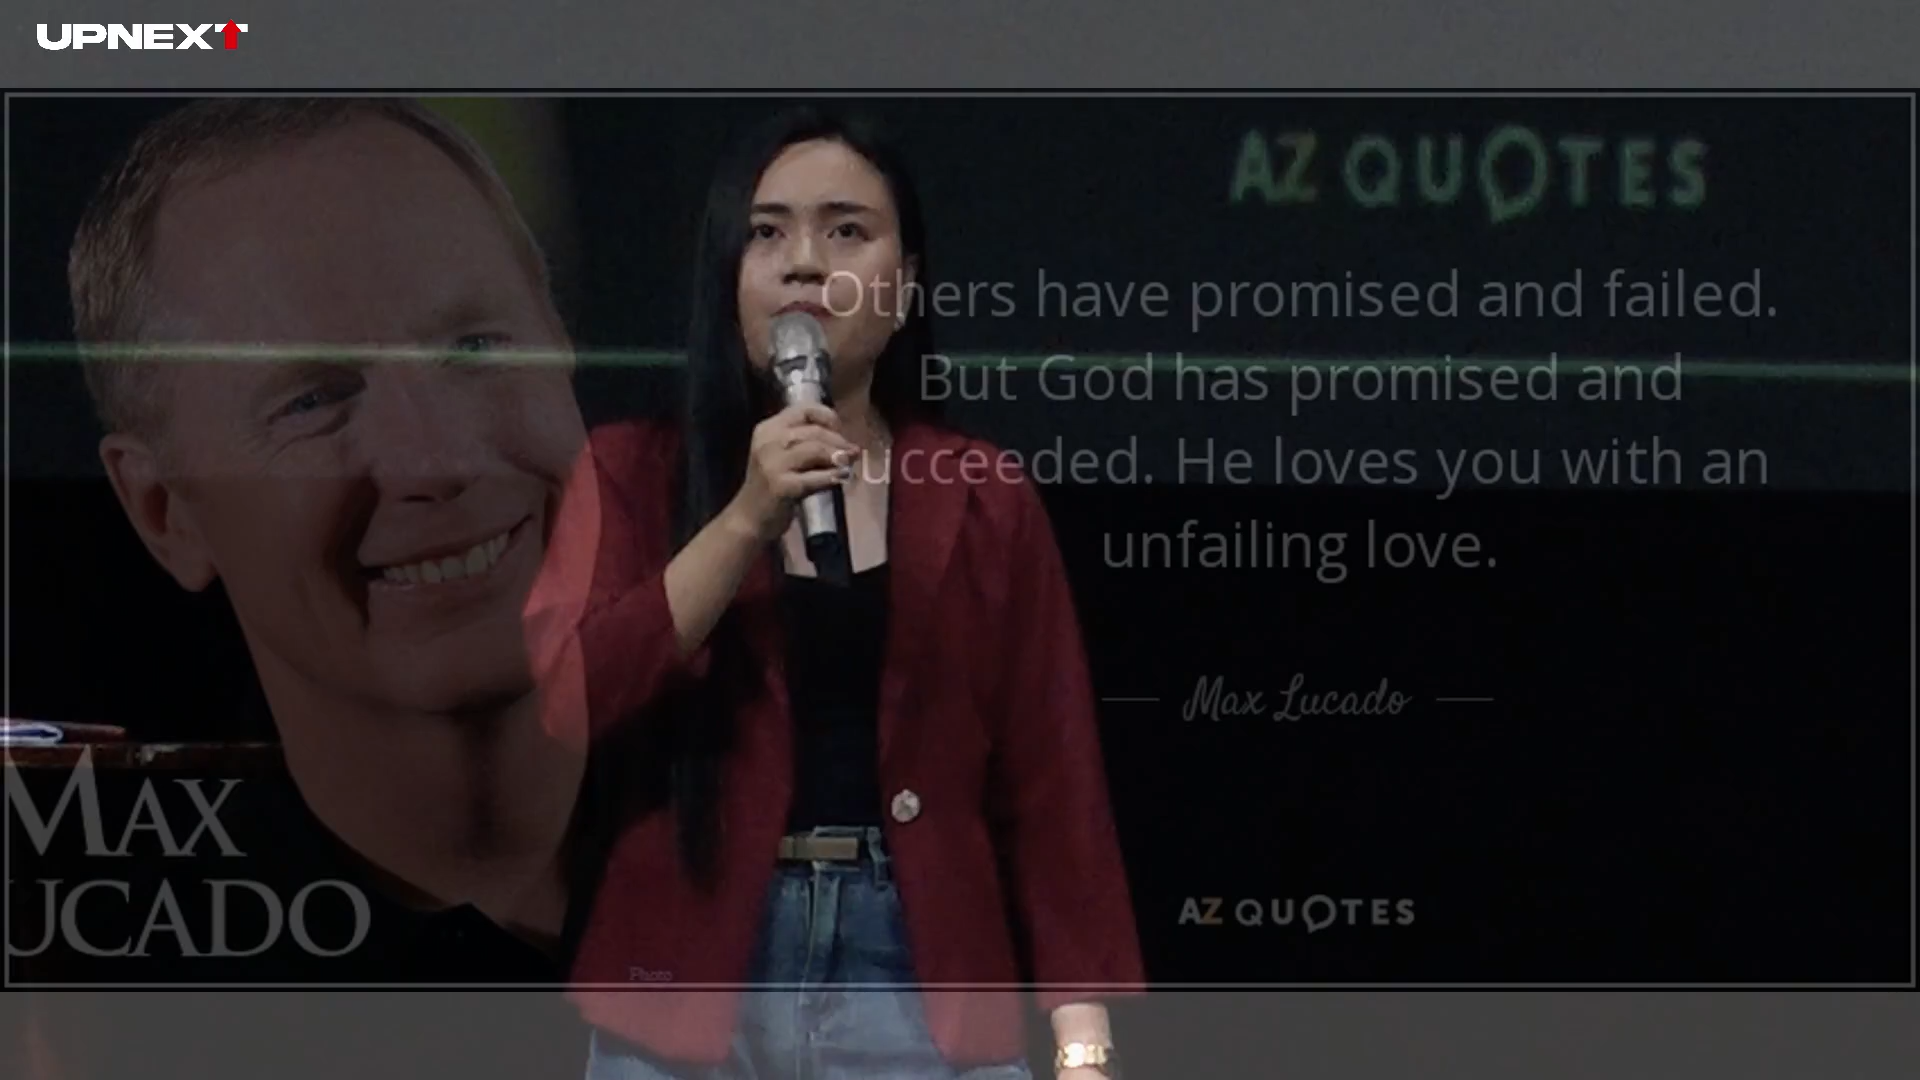 UPNEXT
AZ QUOTES
Others have promised and failed.
But God has promised and
succeeded. He loves you with an
unfailing love.
Max Lucado
MAX
UCADO
AZ QUOTES
Photo